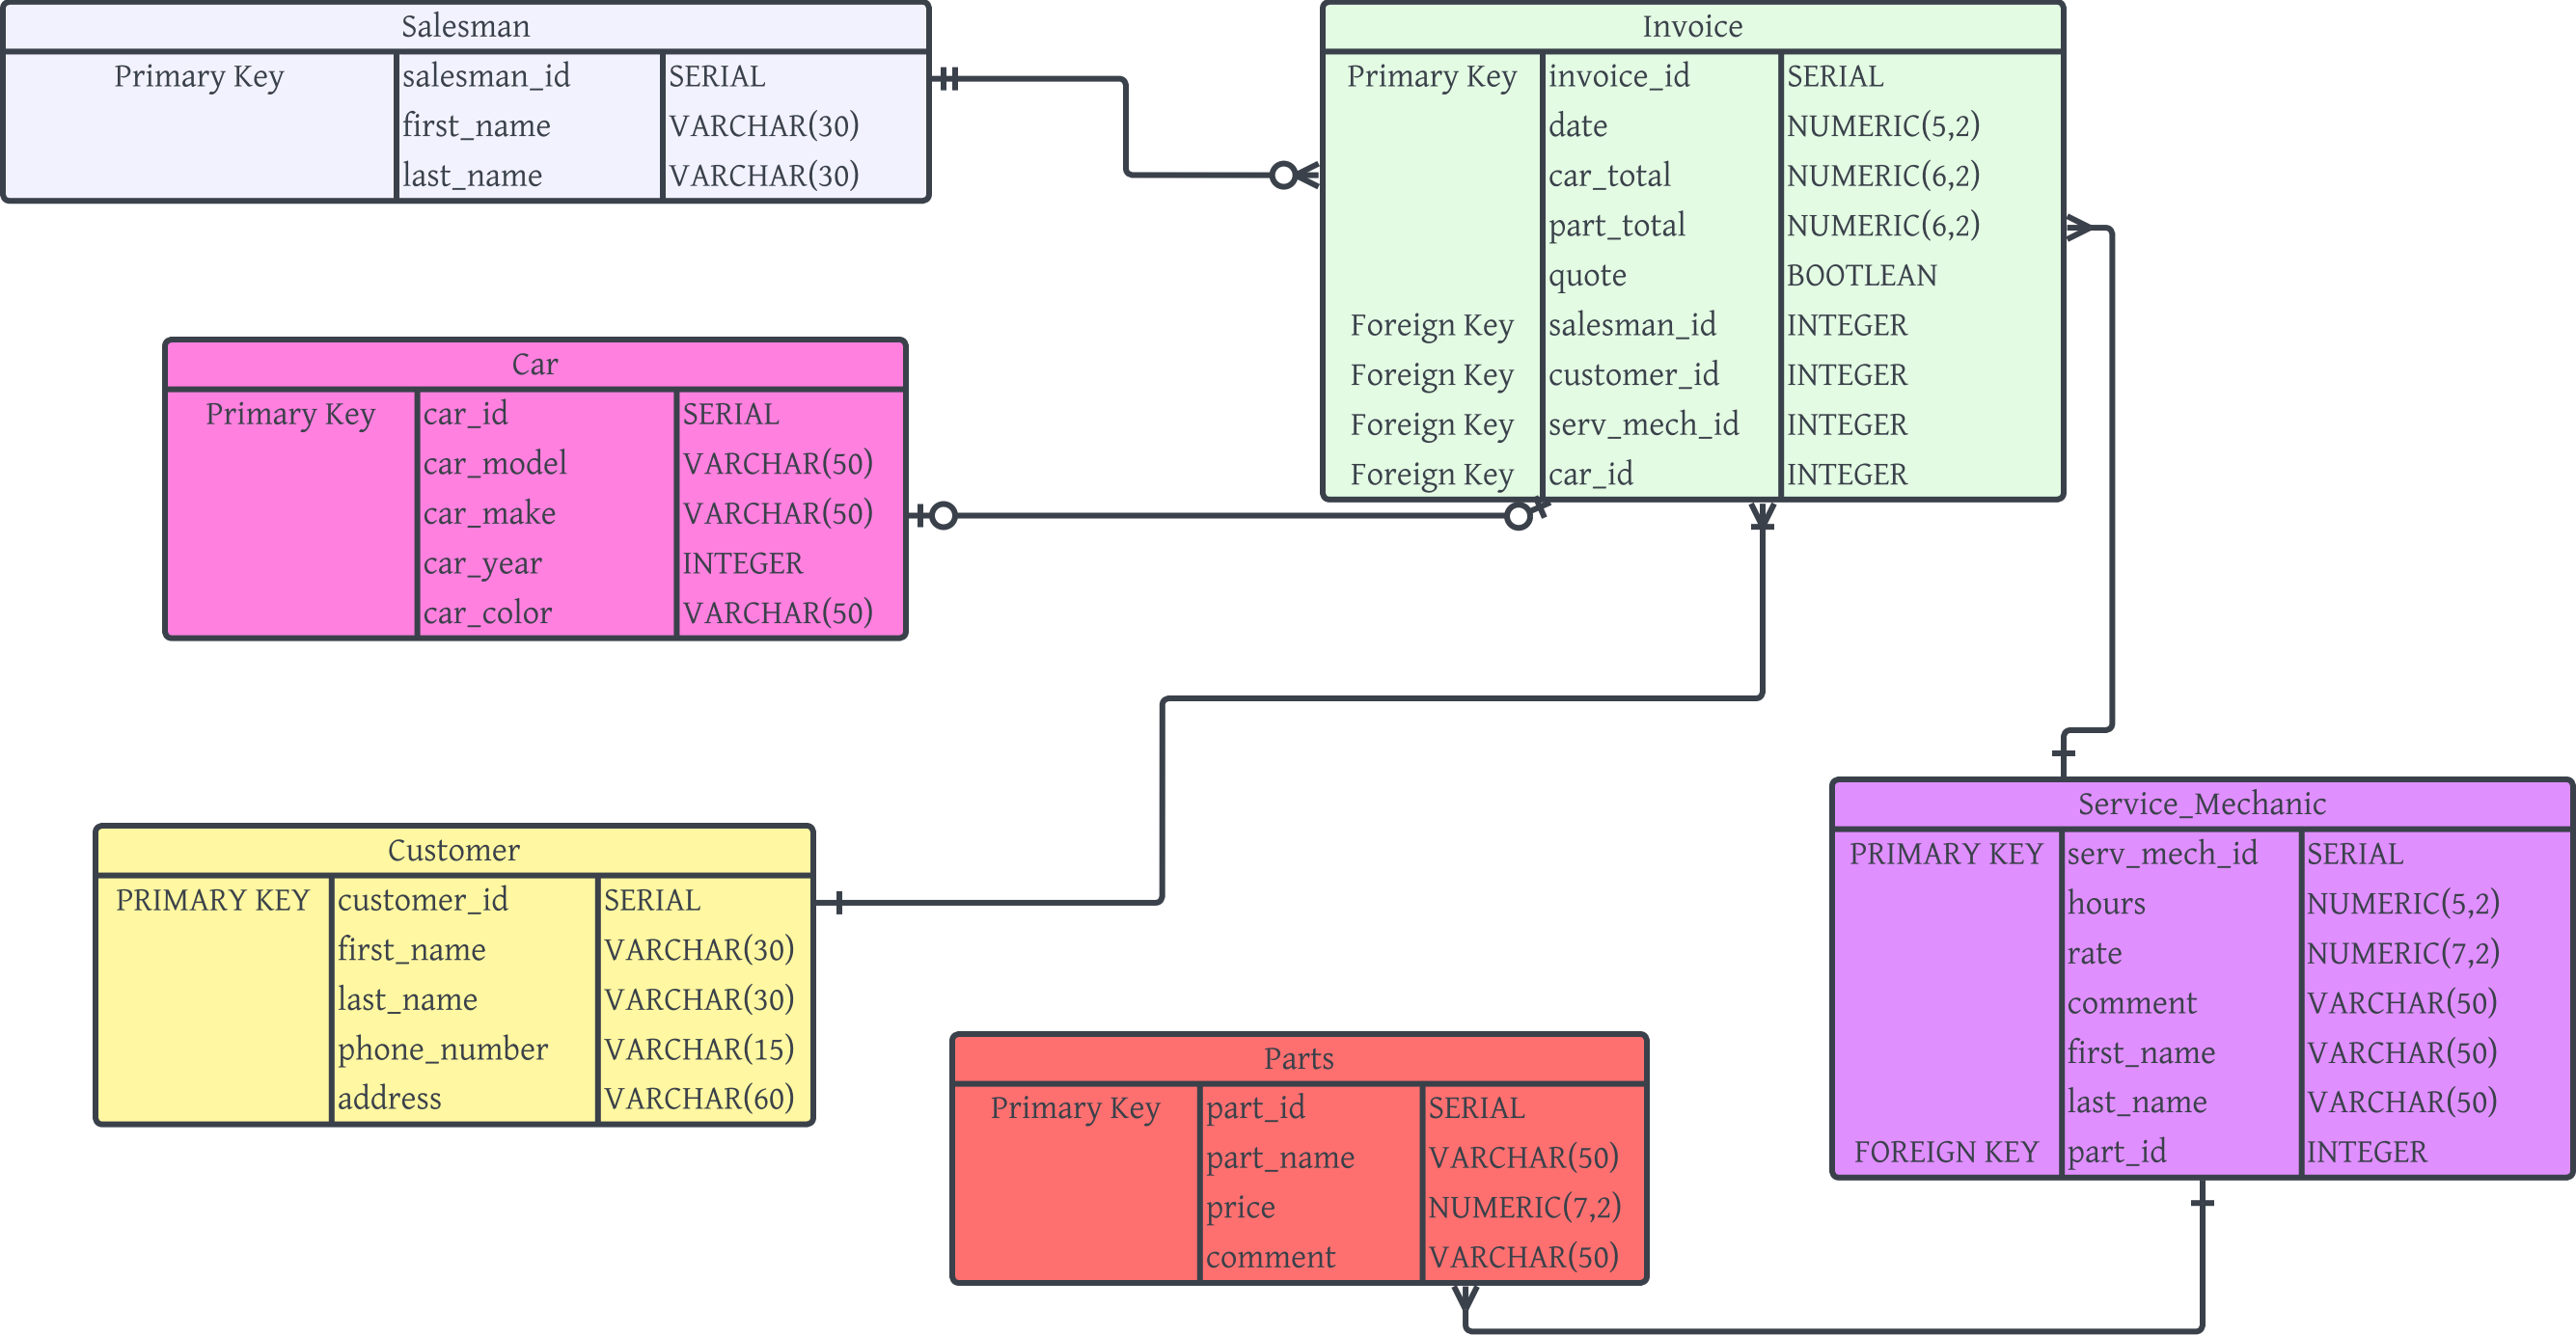 Salesman
Primary Key salesman_id SERIAL
first_name VARCHAR(30)
last_name VARCHAR(30)
Invoice
Primary Key invoice_id SERIAL
date NUMERIC(5,2)
car_total NUMERIC(6,2)
part_total NUMERIC(6,2)
quote BOOTLEAN
Foreign Key salesman_id INTEGER
Foreign Key customer_id INTEGER
Foreign Key serv_mech_id INTEGER
Foreign Key car_id INTEGER
Car
Primary Key car_id SERIAL
car_model VARCHAR(50)
car_make VARCHAR(50)
car_year INTEGER
car_color VARCHAR(50)
Customer
PRIMARY KEY customer_id SERIAL
first_name VARCHAR(30)
last_name VARCHAR(30)
phone_number VARCHAR(15)
address VARCHAR(60)
Service_Mechanic
PRIMARY KEY serv_mech_id SERIAL
hours NUMERIC(5,2)
rate NUMERIC(7,2)
comment VARCHAR(50)
first_name VARCHAR(50)
last_name VARCHAR(50)
FOREIGN KEY part_id INTEGER
Parts
Primary Key part_id SERIAL
part_name VARCHAR(50)
price NUMERIC(7,2)
comment VARCHAR(50)